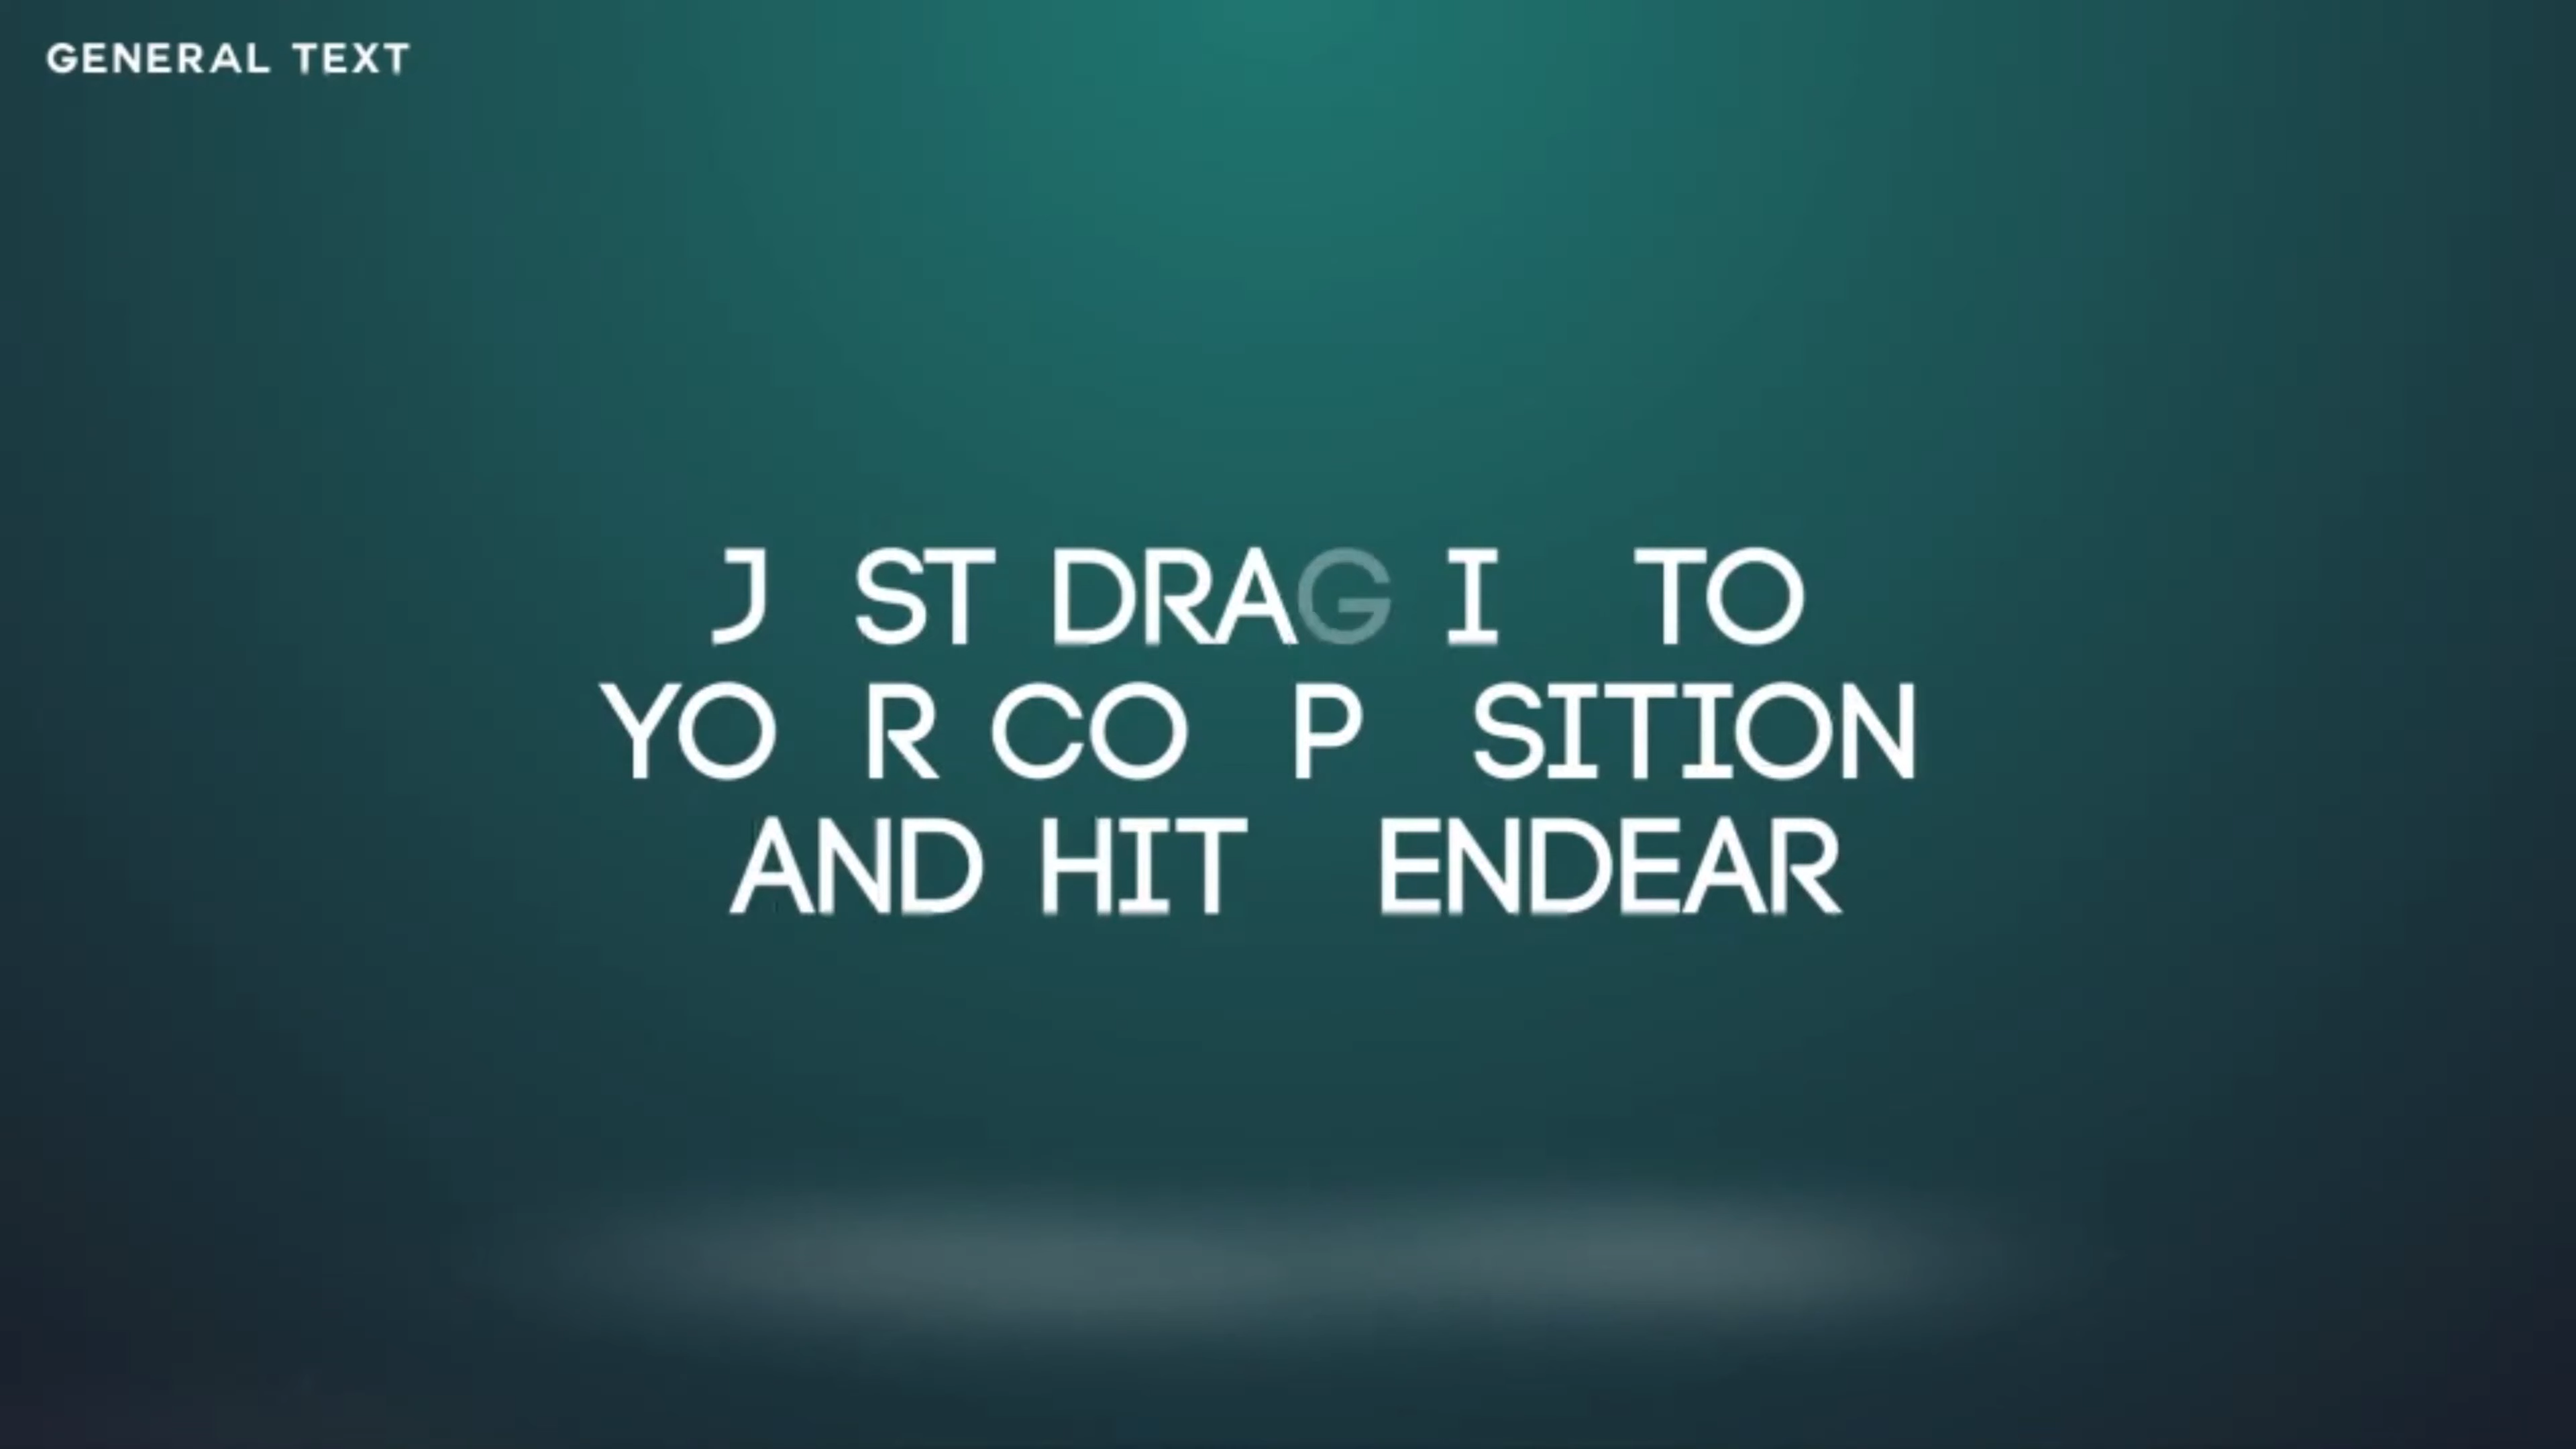 GENERAL TEXT
J ST DRAG I TO
YO R CO P SITION
AND HIT ENDEAR